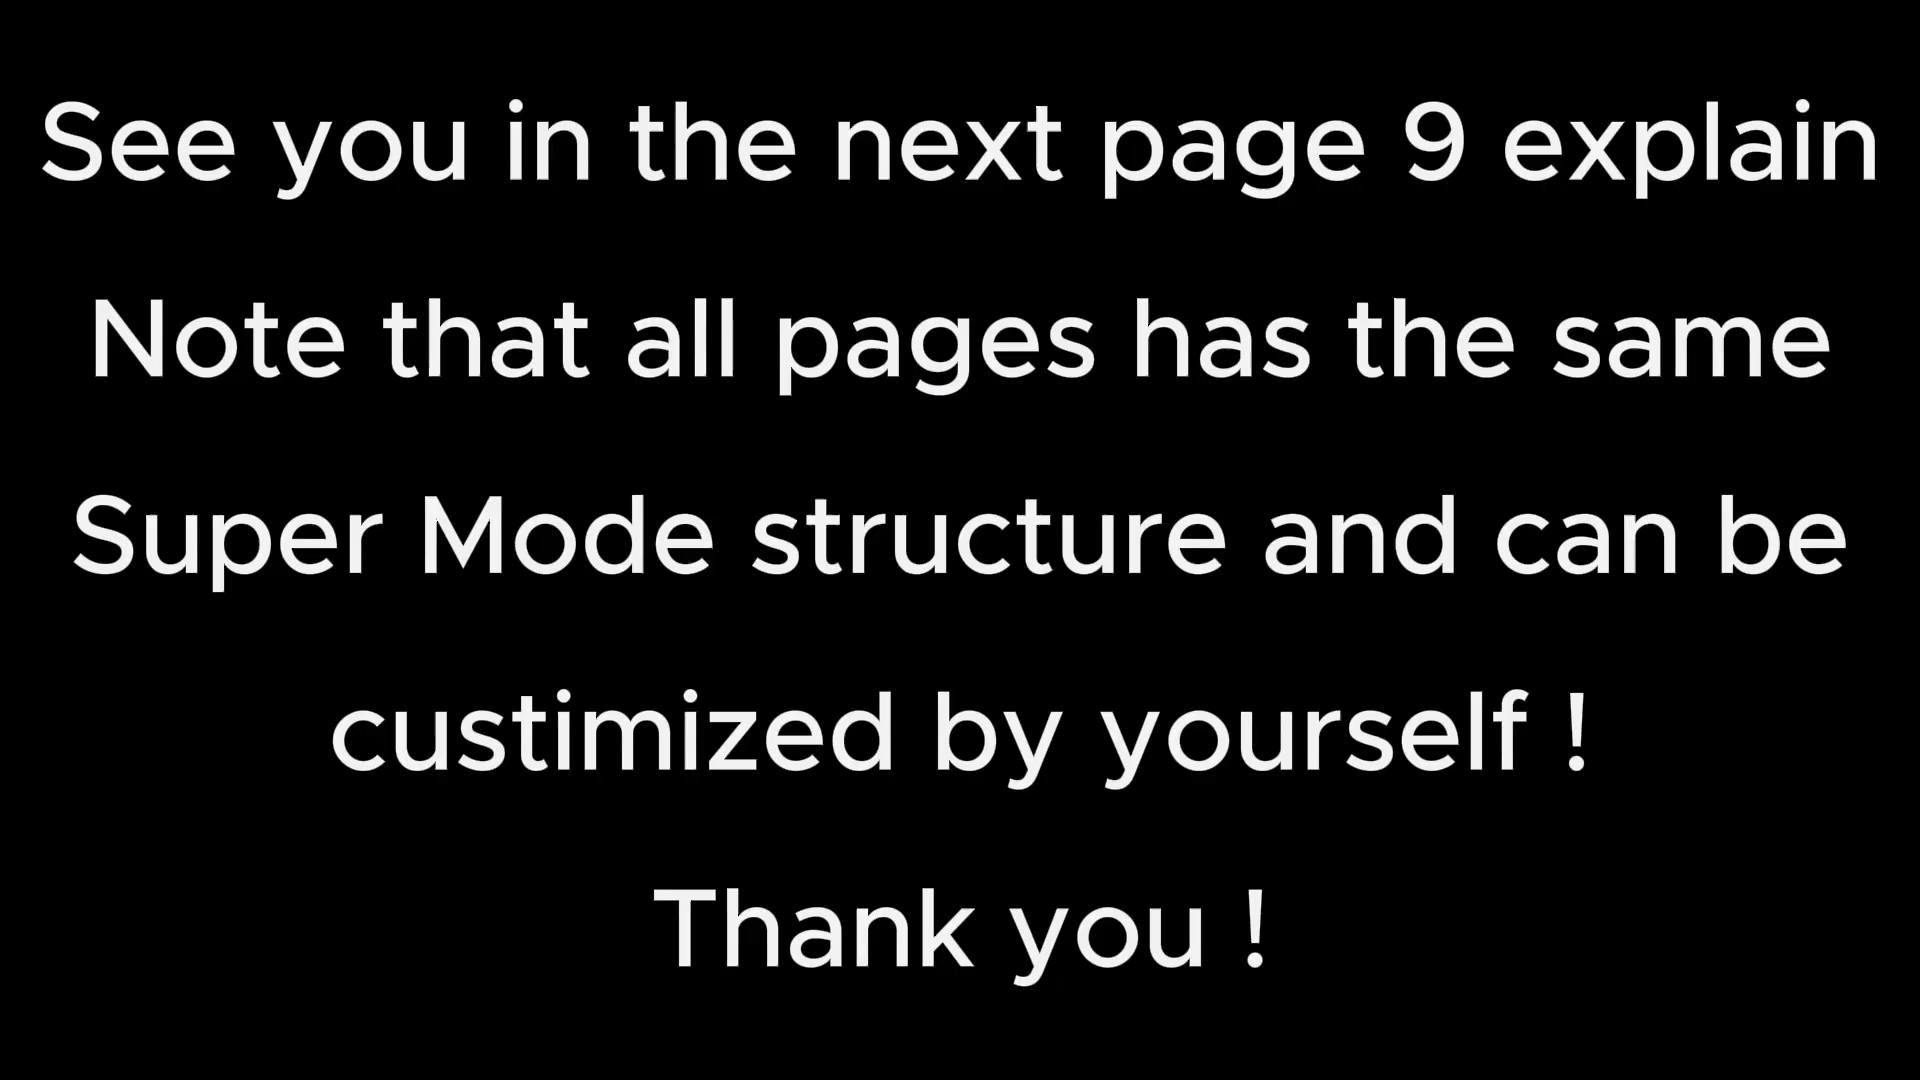 See you in the next page 9 explain
Note that all pages has the same
Super Mode structure and can be
custimized by yourself !
Thank you !